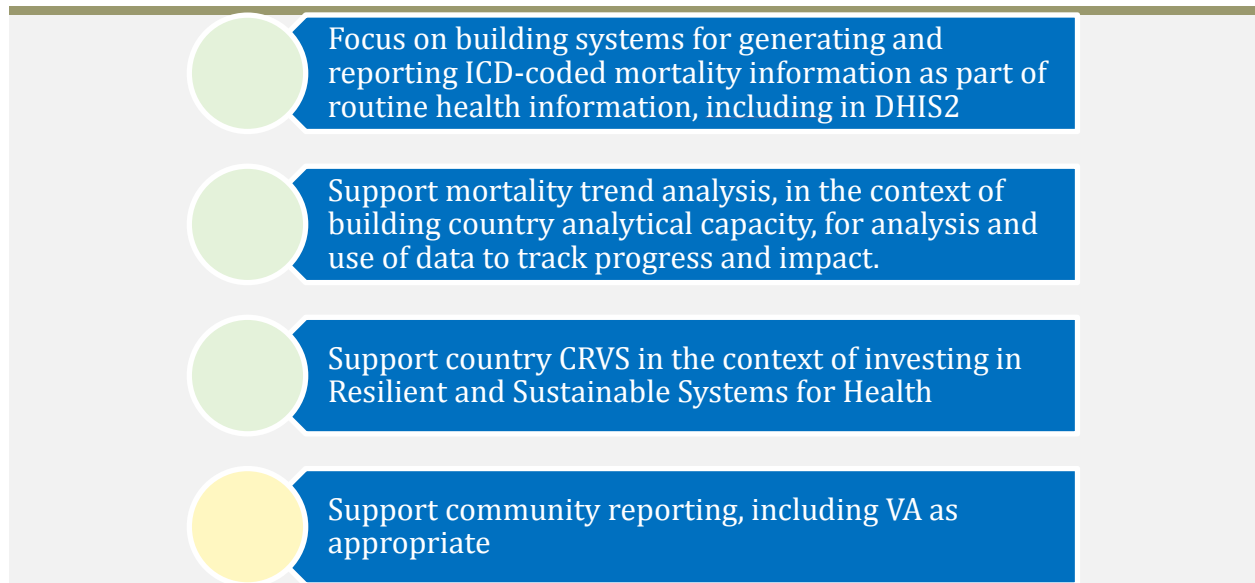 Focus on building systems for generating and
reporting ICD-coded mortality information as part of
routine health information, including in DHIS2
Support mortality trend analysis, in the context of
building country analytical capacity, for analysis and
use of data to track progress and impact.
Support country CRVS in the context of investing in
Resilient and Sustainable Systems for Health
Support community reporting, including VA as
appropriate